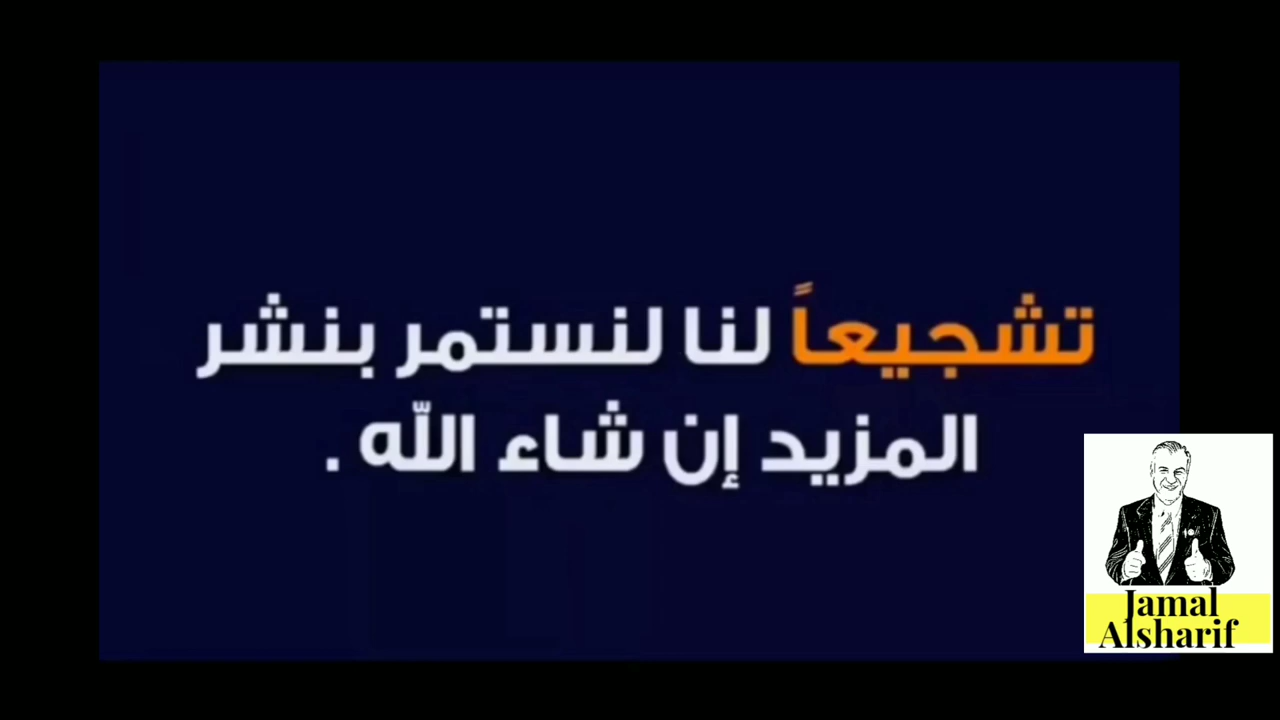 تشجيعاً لنا لنستمر بنشر
المزيد إن شاء الله .
Jamal
Alsharif